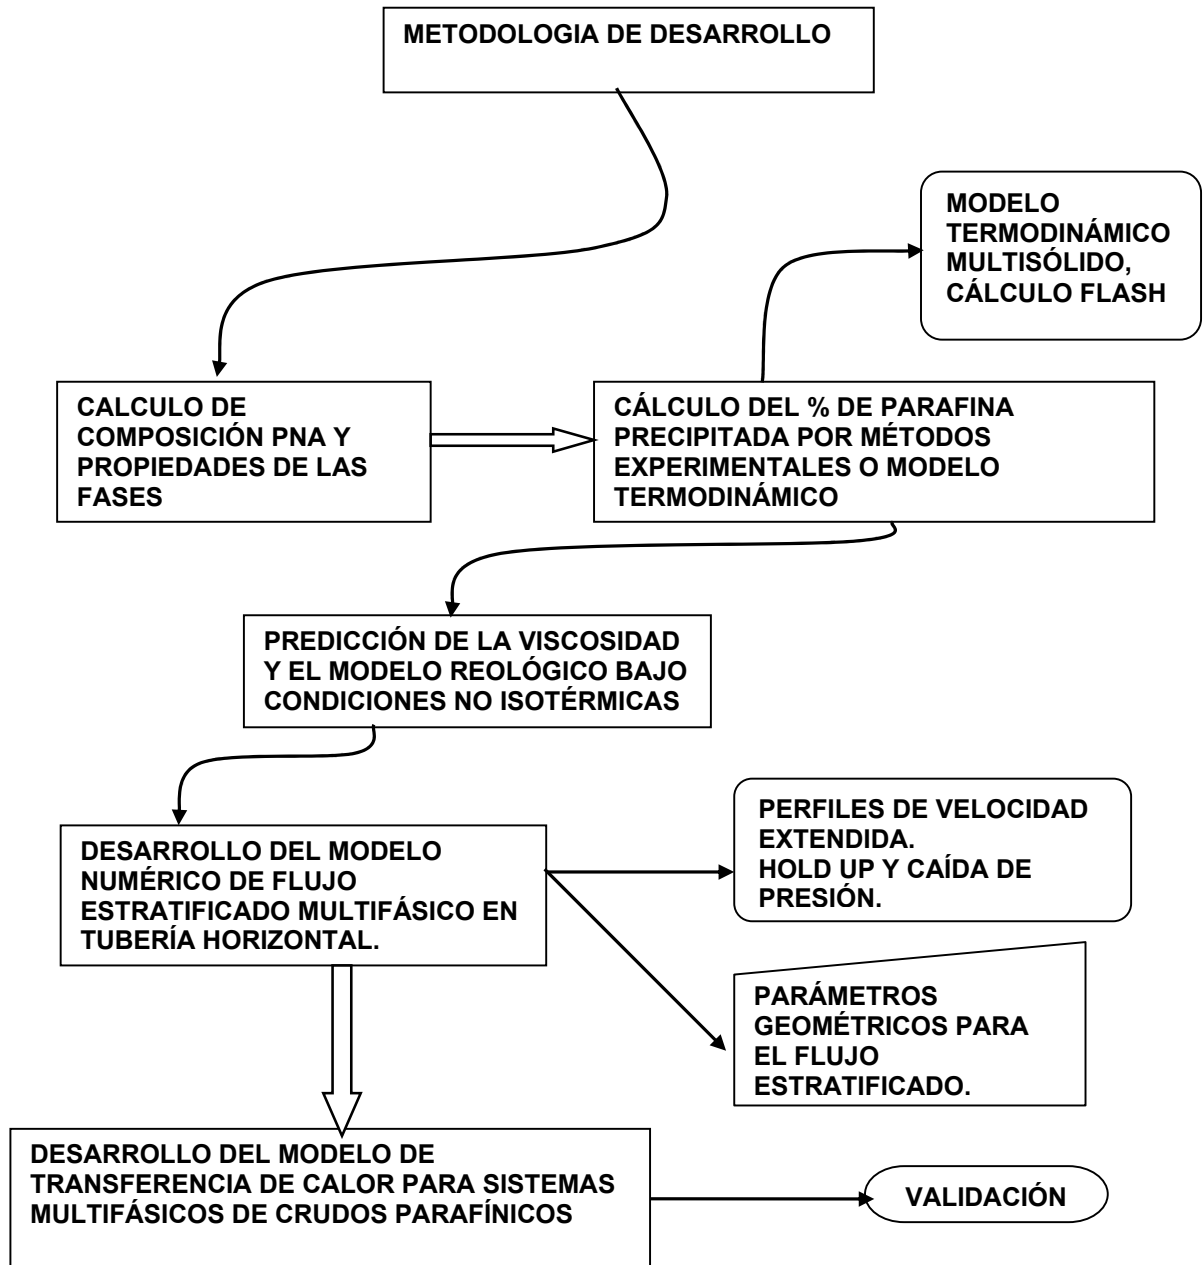 METODOLOGIA DE DESARROLLO
MODELO
TERMODINÁMICO
MULTISÓLIDO,
CÁLCULO FLASH
CALCULO DE
COMPOSICIÓN PNA Y
PROPIEDADES DE LAS
FASES
CÁLCULO DEL % DE PARAFINA
PRECIPITADA POR MÉTODOS
EXPERIMENTALES O MODELO
TERMODINÁMICO
PREDICCIÓN DE LA VISCOSIDAD
Y EL MODELO REOLÓGICO BAJO
CONDICIONES NO ISOTÉRMICAS
DESARROLLO DEL MODELO
NUMÉRICO DE FLUJO
ESTRATIFICADO MULTIFÁSICO EN
TUBERÍA HORIZONTAL.
PERFILES DE VELOCIDAD
EXTENDIDA.
HOLD UP Y CAÍDA DE
PRESIÓN.
PARÁMETROS
GEOMÉTRICOS PARA
EL FLUJO
ESTRATIFICADO.
DESARROLLO DEL MODELO DE
TRANSFERENCIA DE CALOR PARA SISTEMAS
MULTIFÁSICOS DE CRUDOS PARAFÍNICOS
VALIDACIÓN